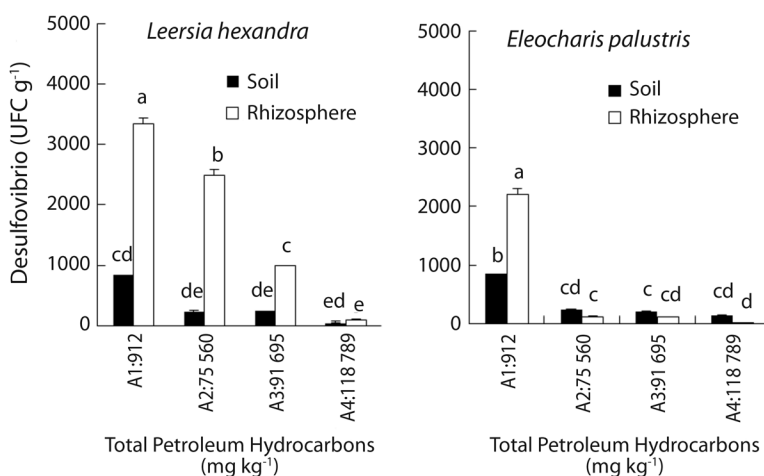 Leersia hexandra
Soil
Rhizosphere
Desulfovibrio (UFC g-1)
5000
4000
3000
2000
1000
0
a
b
c
cd
de
de
ed
e
A1:912
A2:75 560
A3:91 695
A4:118 789
Total Petroleum Hydrocarbons
(mg kg-1)
Eleocharis palustris
Soil
Rhizosphere
5000
4000
3000
2000
1000
0
a
b
cd
c
c
cd
cd
d
A1:912
A2:75 560
A3:91 695
A4:118 789
Total Petroleum Hydrocarbons
(mg kg-1)